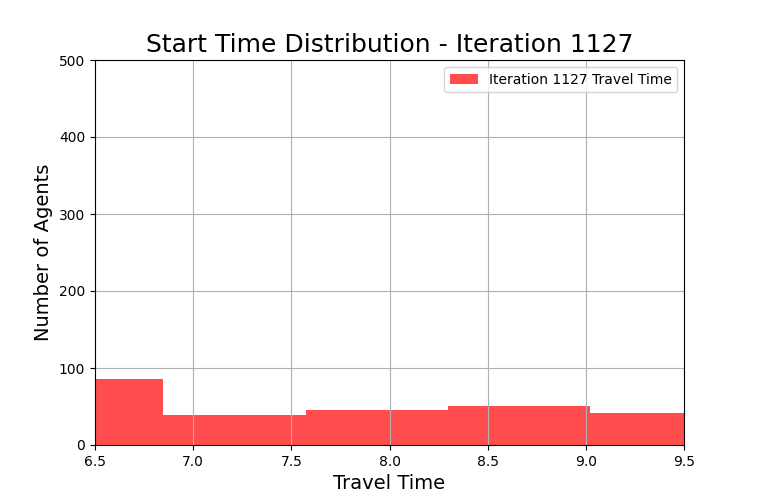 Start Time Distribution - Iteration 1127
500
400
300
200
100
0
Number of Agents
Iteration 1127 Travel Time
6.5 7.0 7.5 8.0 8.5 9.0 9.5
Travel Time